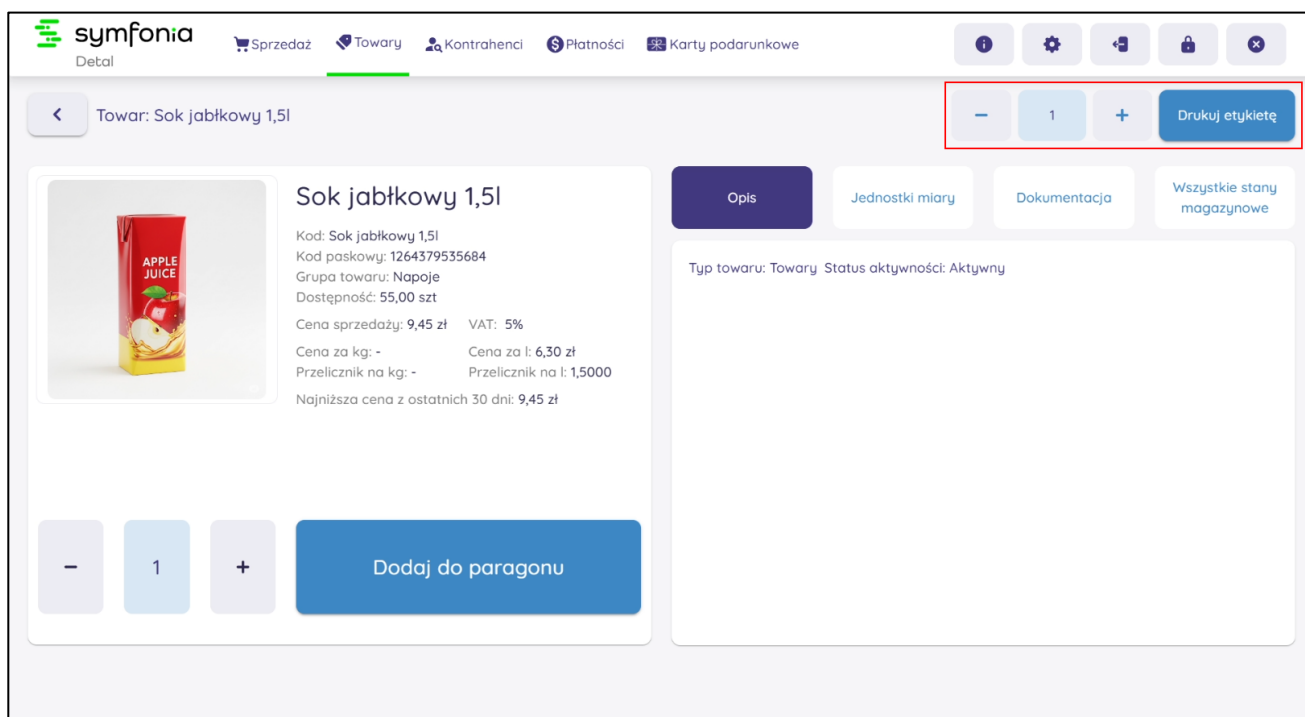 symfonia
Detal
Sprzedaż
Towary
Kontrahenci
Płatności
Karty podarunkowe
Towar: Sok jabłkowy 1,5l
− 1 + Drukuj etykietę
APPLE
JUICE
Sok jabłkowy 1,5l
Kod: Sok jabłkowy 1,5l
Kod paskowy: 1264379535684
Grupa towaru: Napoje
Dostępność: 55,00 szt
Cena sprzedaży: 9,45 zł VAT: 5%
Cena za kg: - Cena za l: 6,30 zł
Przelicznik na kg: - Przelicznik na l: 1,5000
Najniższa cena z ostatnich 30 dni: 9,45 zł
− 1 + Dodaj do paragonu
Opis
Jednostki miary
Dokumentacja
Wszystkie stany
magazynowe
Typ towaru: Towary Status aktywności: Aktywny